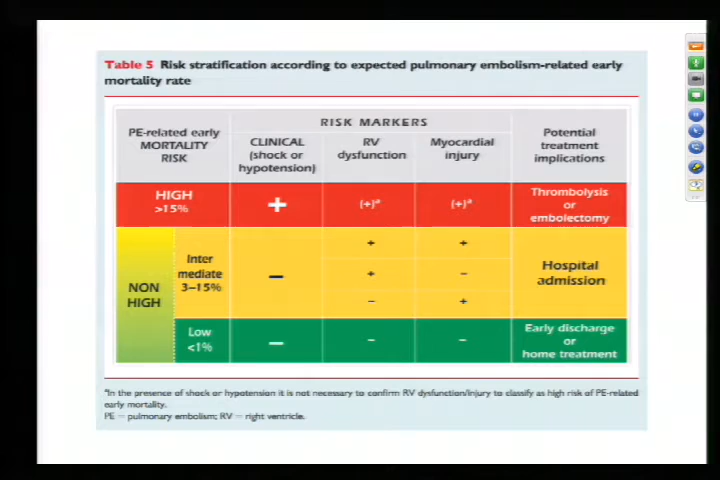 Table 5 Risk stratification according to expected pulmonary embolism-related early
mortality rate
RISK MARKERS
PE-related early
MORTALITY
RISK
CLINICAL
(shock or
hypotension)
RV
dysfunction
Myocardial
injury
Potential
treatment
implications
HIGH
>15%
+
(+)ª
(+)ª
Thrombolysis
or
embolectomy
NON
HIGH
Inter
mediate
3–15%
–
+
+
+
–
–
+
Hospital
admission
Low
<1%
–
–
–
Early discharge
or
home treatment
ªIn the presence of shock or hypotension it is not necessary to confirm RV dysfunction/injury to classify as high risk of PE-related
early mortality.
PE = pulmonary embolism; RV = right ventricle.